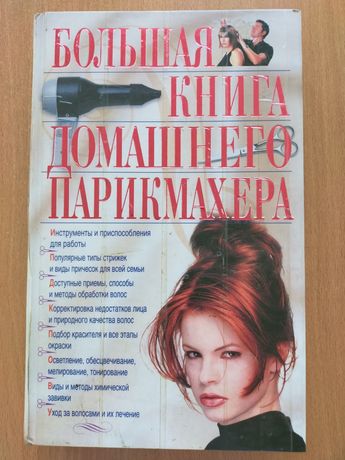 БОЛЬШАЯ
КНИГА
ДОМАШНЕГО
ПАРИКМАХЕРА
Инструменты и приспособления
для работы
Популярные типы стрижек
и виды причесок для всей семьи
Доступные приемы, способы
и методы обработки волос
Корректировка недостатков лица
и природного качества волос
Подбор красителя и все этапы
окраски
Осветление, обесцвечивание,
мелирование, тонирование
Виды и методы химической
завивки
Уход за волосами и их лечение